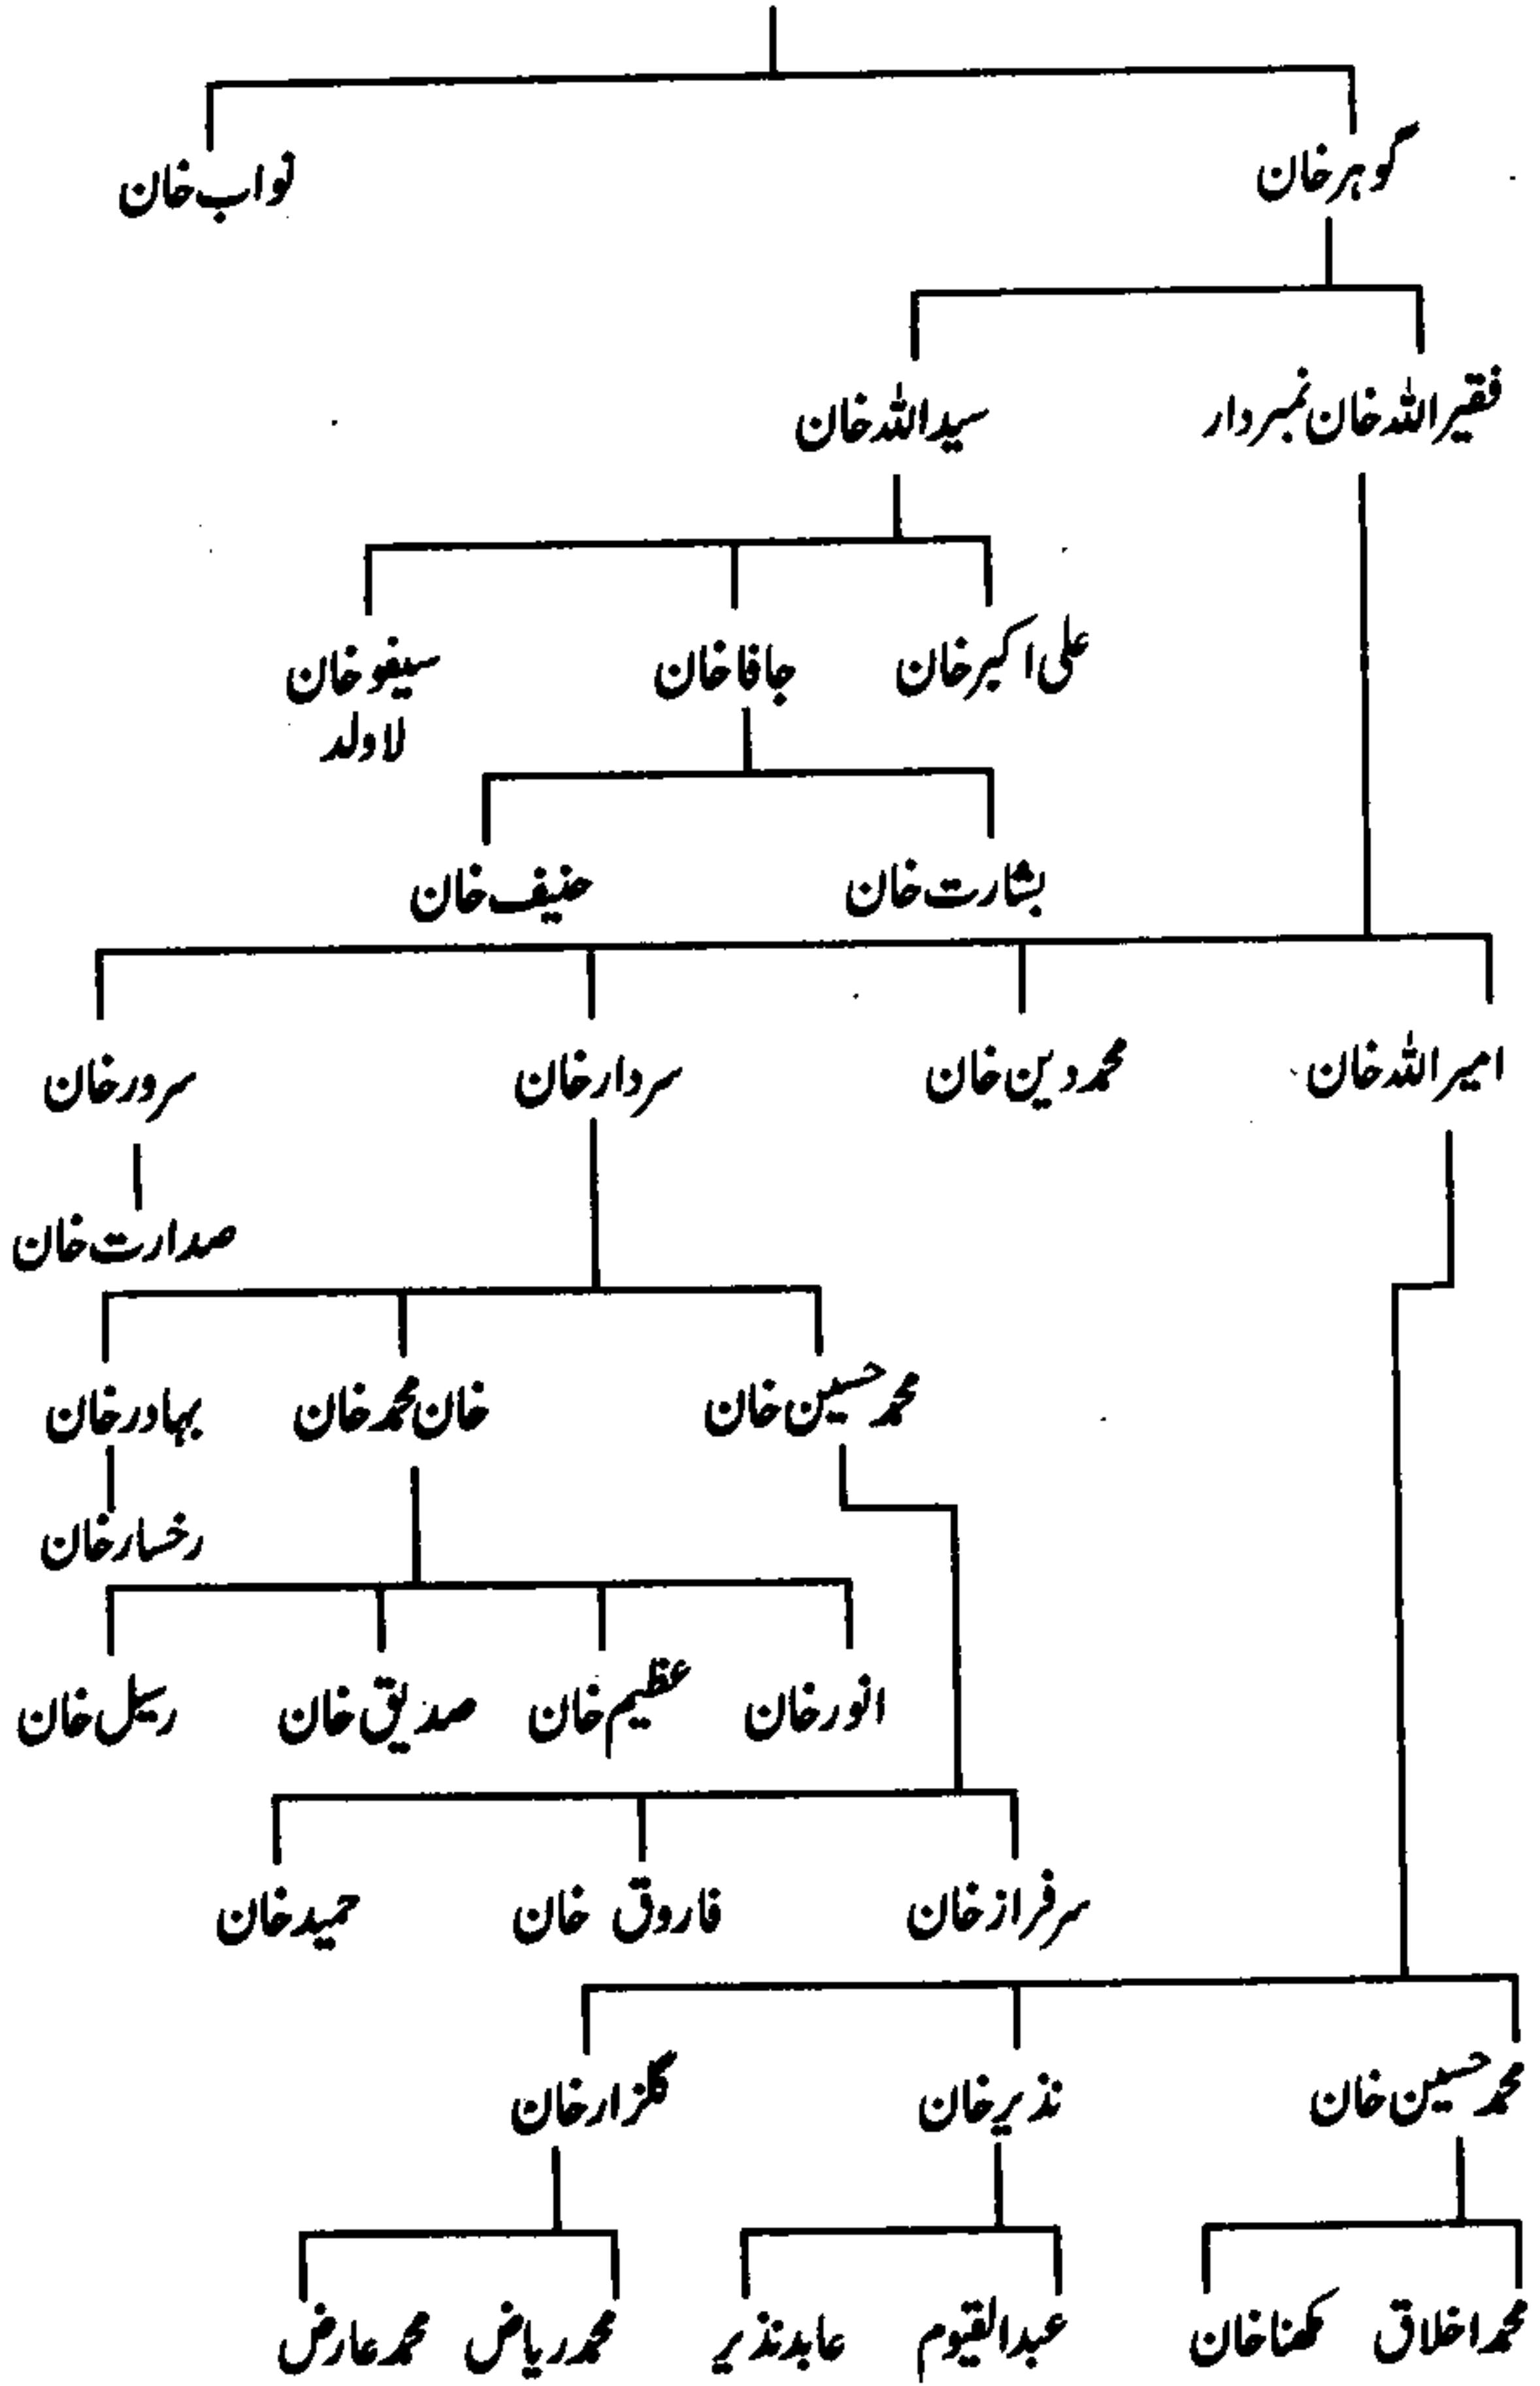 گوہر خان
نواب خان
فقیر اللہ خان نمبردار
سید اللہ خان
علی اکبر خان
جافا خان
سیفو خان
لاولد
بشارت خان
حنیف خان
امیر اللہ خان
محمد دین خان
سردار خان
سرور خان
صدارت خان
محمد حسین خان
خان محمد خان
بہادر خان
رخسار خان
انور خان
عظیم خان
صدیق خان
خان
سرفراز خان
فاروق خان
حمید خان
محمد حسین خان
نذیر خان
گلزار خان
محمد اخلاق
مکھنا خان
عبدالقیوم
عابد نذیر
محمد ریاض
محمد عارض